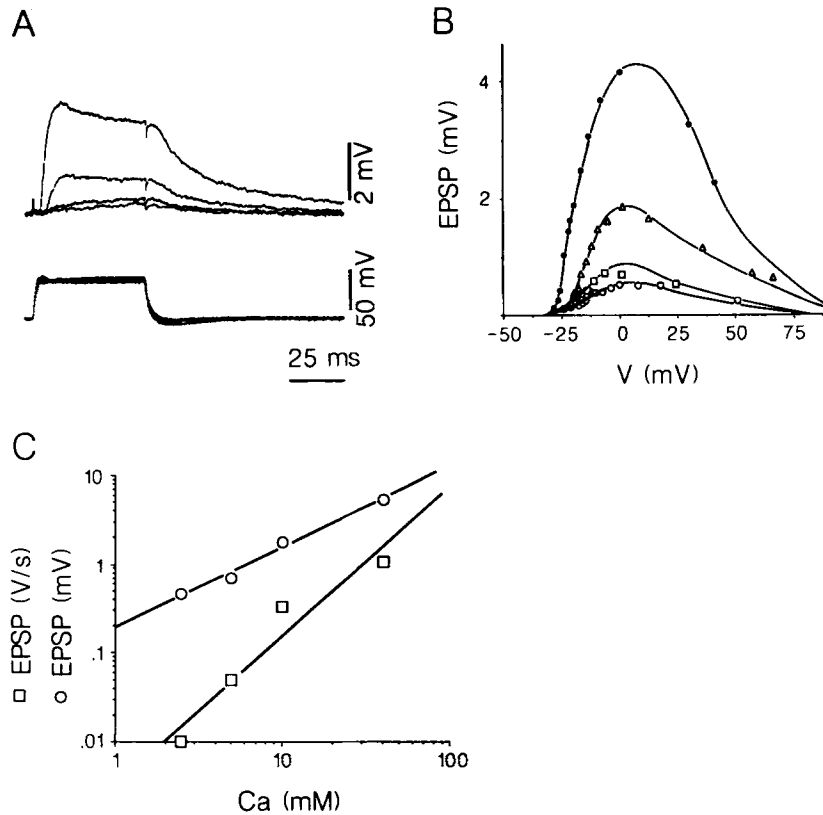 A
2 mV
50 mV
25 ms
B
EPSP (mV)
4
2
-50 -25 0 25 50 75
V (mV)
C
□ EPSP (V/s)
○ EPSP (mV)
10
1
.1
.01
1 10 100
Ca (mM)